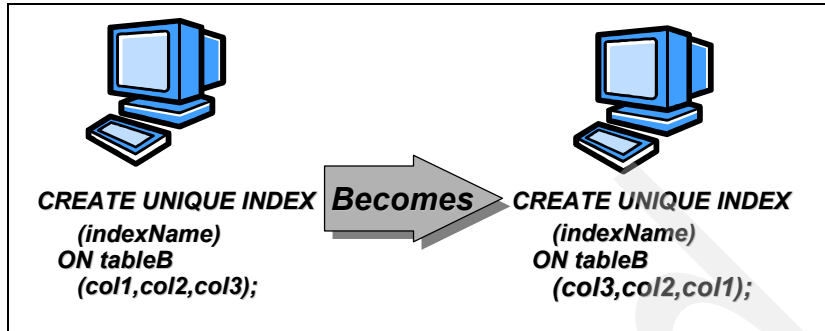 CREATE UNIQUE INDEX
(indexName)
ON tableB
(col1,col2,col3);
Becomes
CREATE UNIQUE INDEX
(indexName)
ON tableB
(col3,col2,col1);